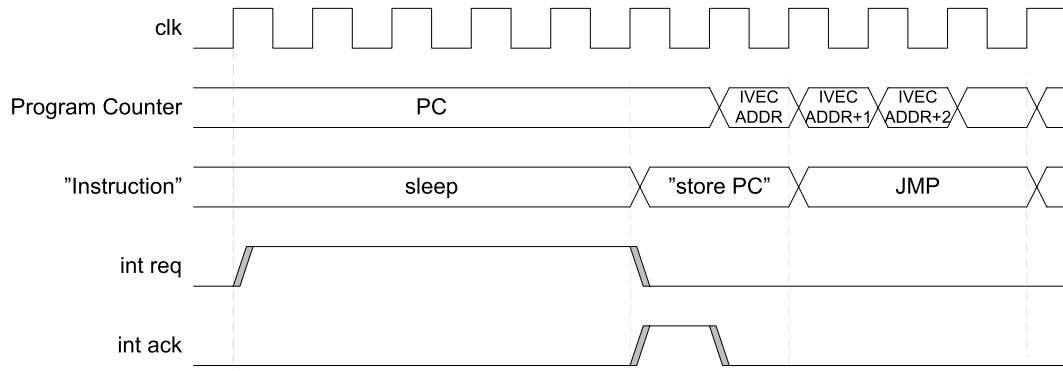 clk
Program Counter
PC
IVEC
ADDR
IVEC
ADDR+1
IVEC
ADDR+2
”Instruction”
sleep
”store PC”
JMP
int req
int ack